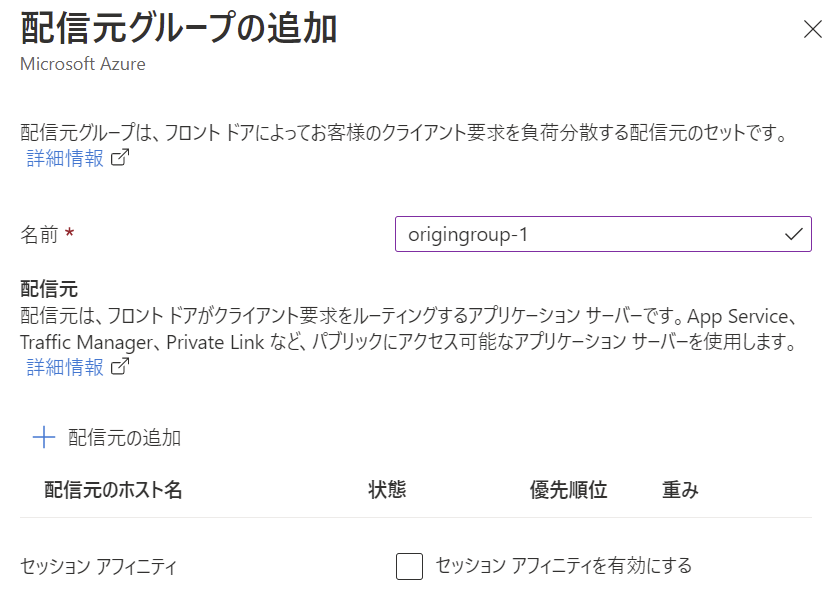 配信元グループの追加
Microsoft Azure
配信元グループは、フロント ドアによってお客様のクライアント要求を負荷分散する配信元のセットです。
詳細情報
名前 * origingroup-1
配信元
配信元は、フロント ドアがクライアント要求をルーティングするアプリケーション サーバーです。App Service、
Traffic Manager、Private Link など、パブリックにアクセス可能なアプリケーション サーバーを使用します。
詳細情報
配信元の追加
配信元のホスト名 状態 優先順位 重み
セッション アフィニティ セッション アフィニティを有効にする